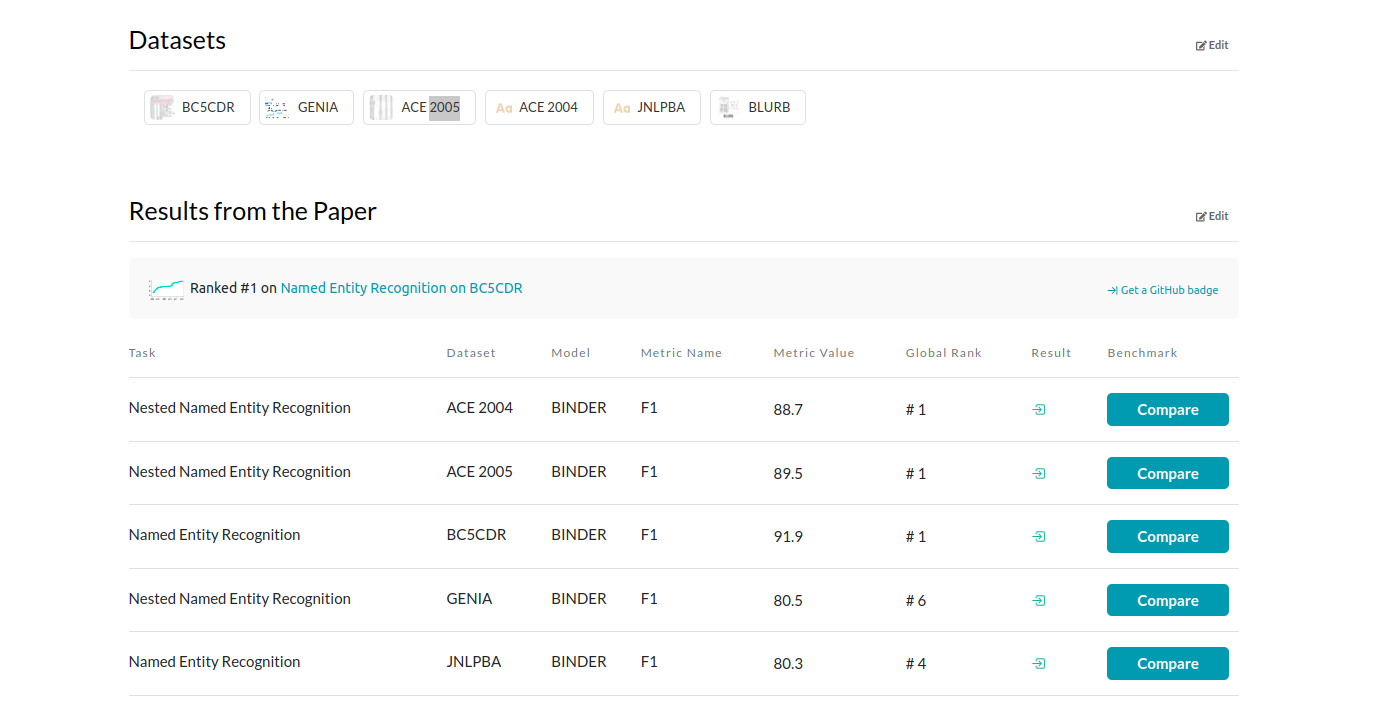 Datasets
Edit
BC5CDR GENIA ACE 2005 Aa ACE 2004 Aa JNLPBA BLURB
Results from the Paper
Edit
Ranked #1 on Named Entity Recognition on BC5CDR
Get a GitHub badge
Task Dataset Model Metric Name Metric Value Global Rank Result Benchmark
Nested Named Entity Recognition ACE 2004 BINDER F1 88.7 # 1 Compare
Nested Named Entity Recognition ACE 2005 BINDER F1 89.5 # 1 Compare
Named Entity Recognition BC5CDR BINDER F1 91.9 # 1 Compare
Nested Named Entity Recognition GENIA BINDER F1 80.5 # 6 Compare
Named Entity Recognition JNLPBA BINDER F1 80.3 # 4 Compare